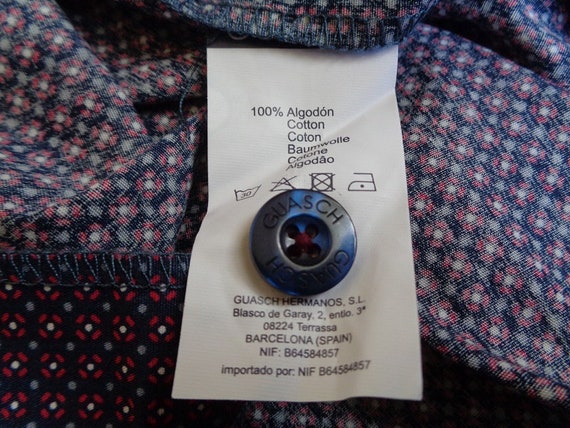 100% Algodón
Cotton
Coton
Baumwolle
Cotone
Algodão
30
GUASCH
GUASCH
GUASCH HERMANOS, S.L.
Blasco de Garay, 2, entlo. 3ª
08224 Terrassa
BARCELONA (SPAIN)
NIF: B64584857
importado por: NIF B64584857